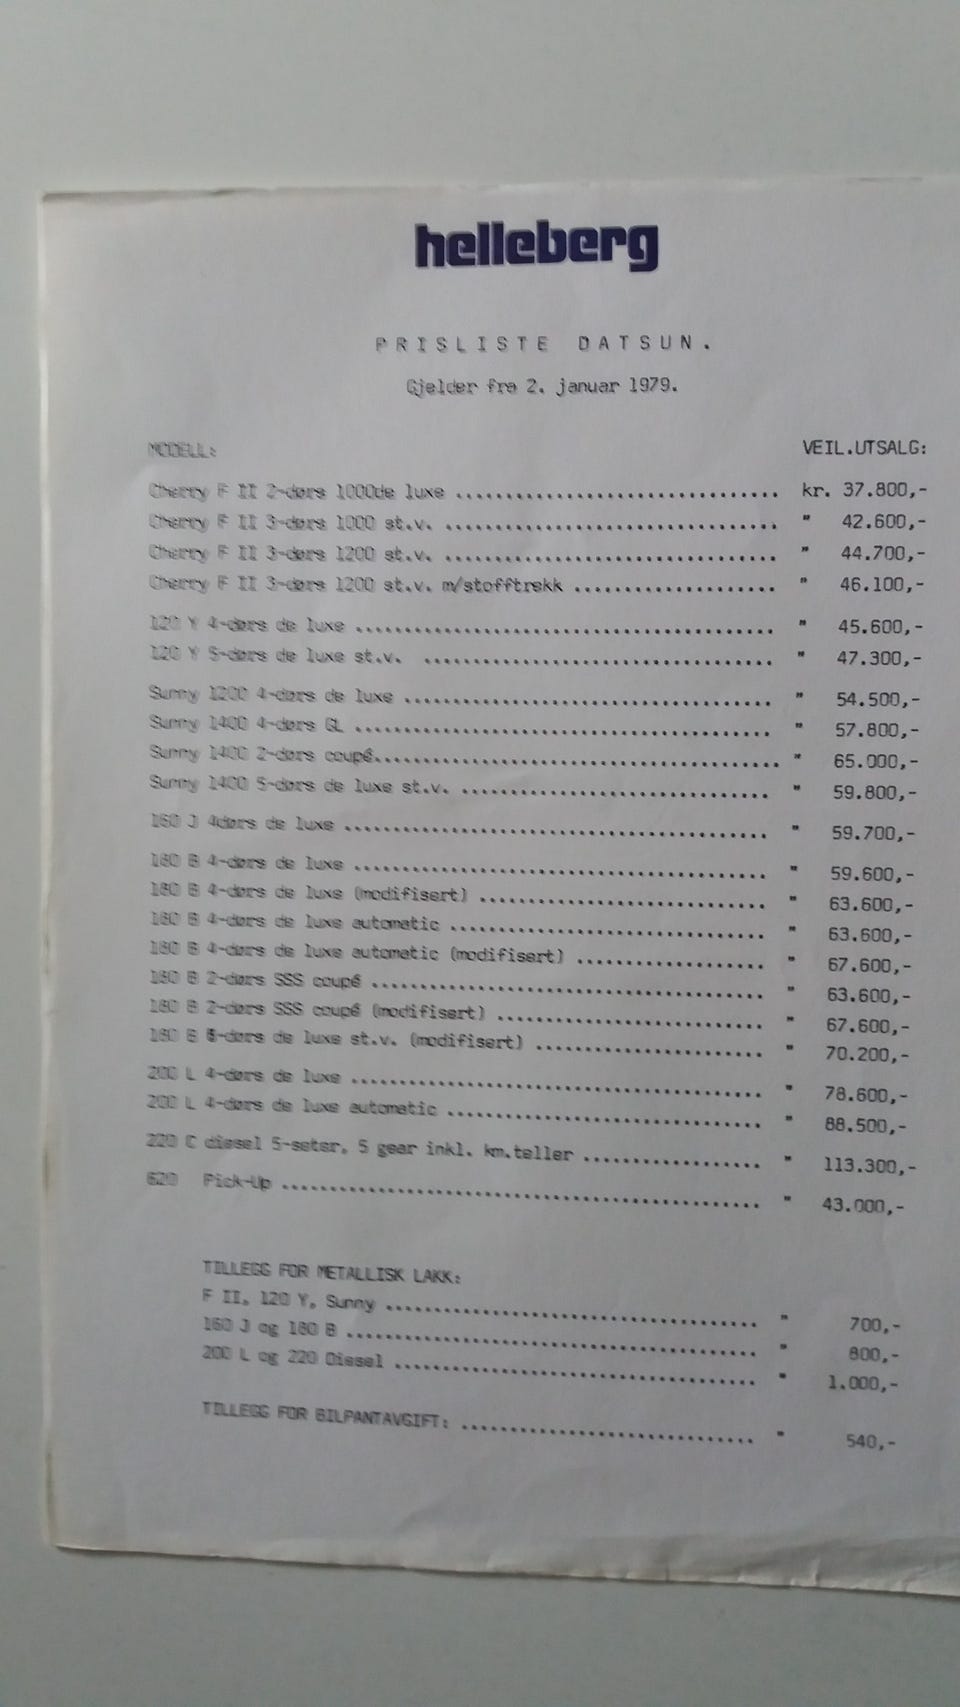 helleberg
PRISLISTE DATSUN.
Gjelder fra 2. januar 1979.
MODELL: VEIL.UTSALG:
Cherry F II 2-dørs 1000de luxe ................................. kr. 37.800,-
Cherry F II 3-dørs 1000 st.v. .................................. " 42.600,-
Cherry F II 3-dørs 1200 st.v. .................................. " 44.700,-
Cherry F II 3-dørs 1200 st.v. m/stofftrekk ..................... " 46.100,-
120 Y 4-dørs de luxe ........................................... " 45.600,-
120 Y 5-dørs de luxe st.v. .................................... " 47.300,-
Sunny 1200 4-dørs de luxe ...................................... " 54.500,-
Sunny 1400 4-dørs GL ........................................... " 57.800,-
Sunny 1400 2-dørs coupé......................................... " 65.000,-
Sunny 1400 5-dørs de luxe st.v. ................................ " 59.800,-
160 J 4dørs de luxe ............................................ " 59.700,-
180 B 4-dørs de luxe ........................................... " 59.600,-
180 B 4-dørs de luxe (modifisert) .............................. " 63.600,-
180 B 4-dørs de luxe automatic ................................. " 63.600,-
180 B 4-dørs de luxe automatic (modifisert) .................... " 67.600,-
180 B 2-dørs SSS coupé ......................................... " 63.600,-
180 B 2-dørs SSS coupé (modifisert) ............................ " 67.600,-
180 B 5-dørs de luxe st.v. (modifisert) ........................ " 70.200,-
200 L 4-dørs de luxe ........................................... " 78.600,-
200 L 4-dørs de luxe automatic ................................. " 88.500,-
220 C diesel 5-seter, 5 gear inkl. km.teller ................... " 113.300,-
620 Pick-Up .................................................... " 43.000,-
TILLEGG FOR METALLISK LAKK:
F II, 120 Y, Sunny ............................................. " 700,-
160 J og 180 B ................................................. " 800,-
200 L og 220 Diesel ............................................ " 1.000,-
TILLEGG FOR BILPANTAVGIFT: ..................................... " 540,-